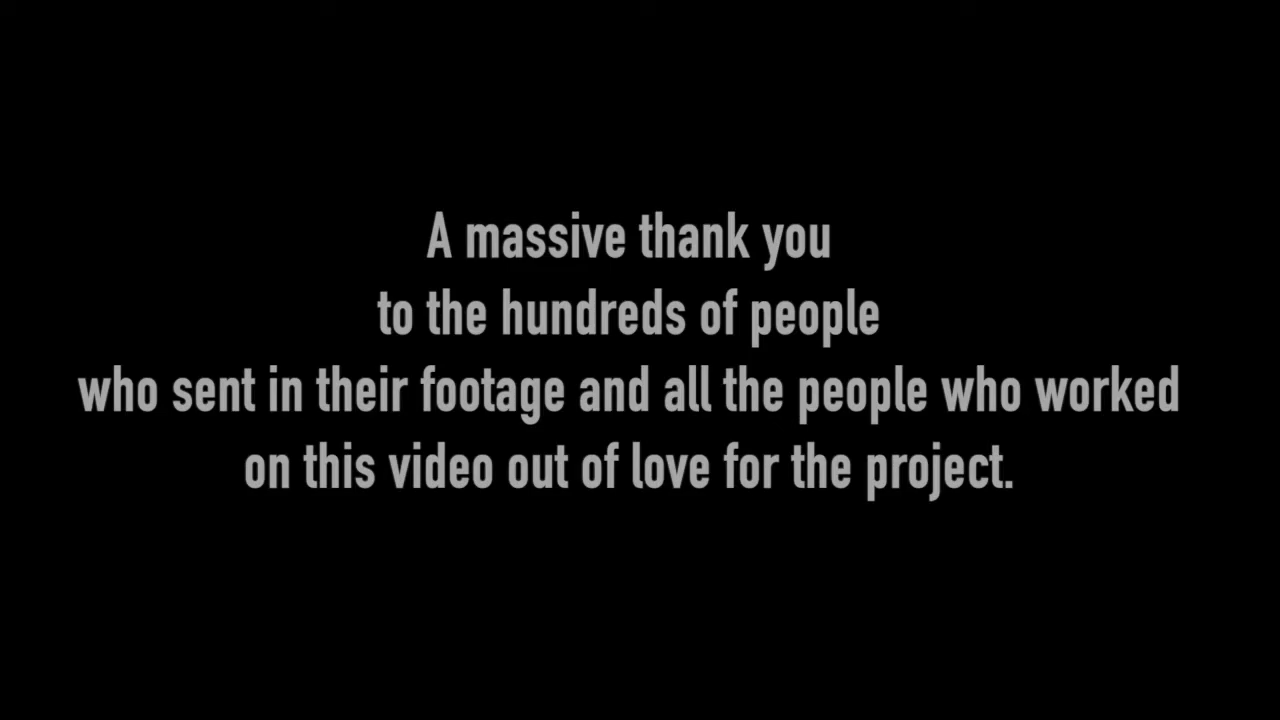 A massive thank you
to the hundreds of people
who sent in their footage and all the people who worked
on this video out of love for the project.